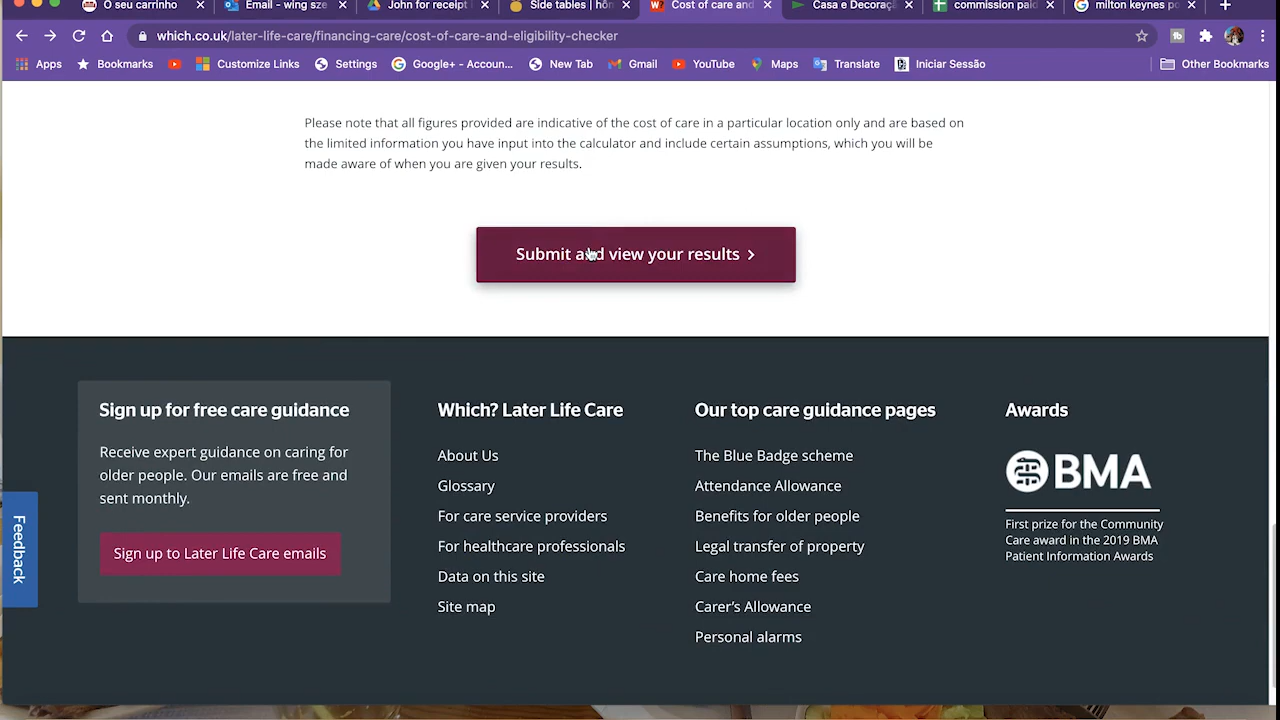 O seu carrinho
Email - wing sze
John for receipt
Side tables | hôm
Cost of care and
Casa e Decoraçã
commission paid
milton keynes po
which.co.uk/later-life-care/financing-care/cost-of-care-and-eligibility-checker
Apps
Bookmarks
Customize Links
Settings
Google+ - Accoun...
New Tab
Gmail
YouTube
Maps
Translate
Iniciar Sessão
Other Bookmarks
Please note that all figures provided are indicative of the cost of care in a particular location only and are based on
the limited information you have input into the calculator and include certain assumptions, which you will be
made aware of when you are given your results.
Submit and view your results
Sign up for free care guidance
Receive expert guidance on caring for
older people. Our emails are free and
sent monthly.
Sign up to Later Life Care emails
Feedback
Which? Later Life Care
About Us
Glossary
For care service providers
For healthcare professionals
Data on this site
Site map
Our top care guidance pages
The Blue Badge scheme
Attendance Allowance
Benefits for older people
Legal transfer of property
Care home fees
Carer's Allowance
Personal alarms
Awards
BMA
First prize for the Community
Care award in the 2019 BMA
Patient Information Awards